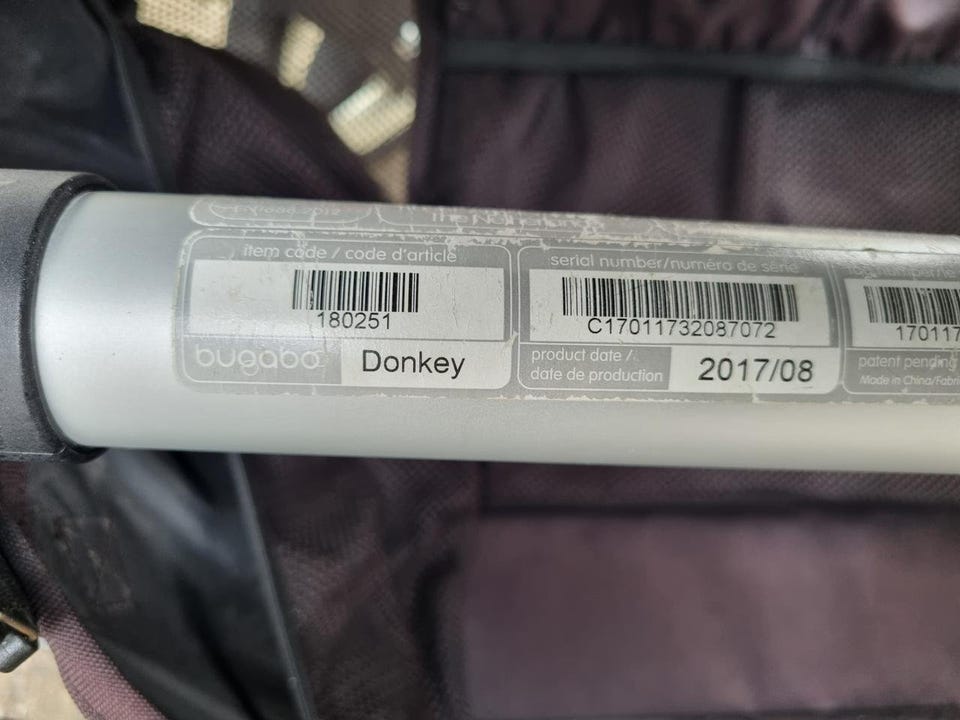 item code / code d'article
180251
bugaboo
Donkey
serial number/numéro de série
C17011732087072
product date /
date de production
2017/08
170117
patent pending
Made in China/Fabri